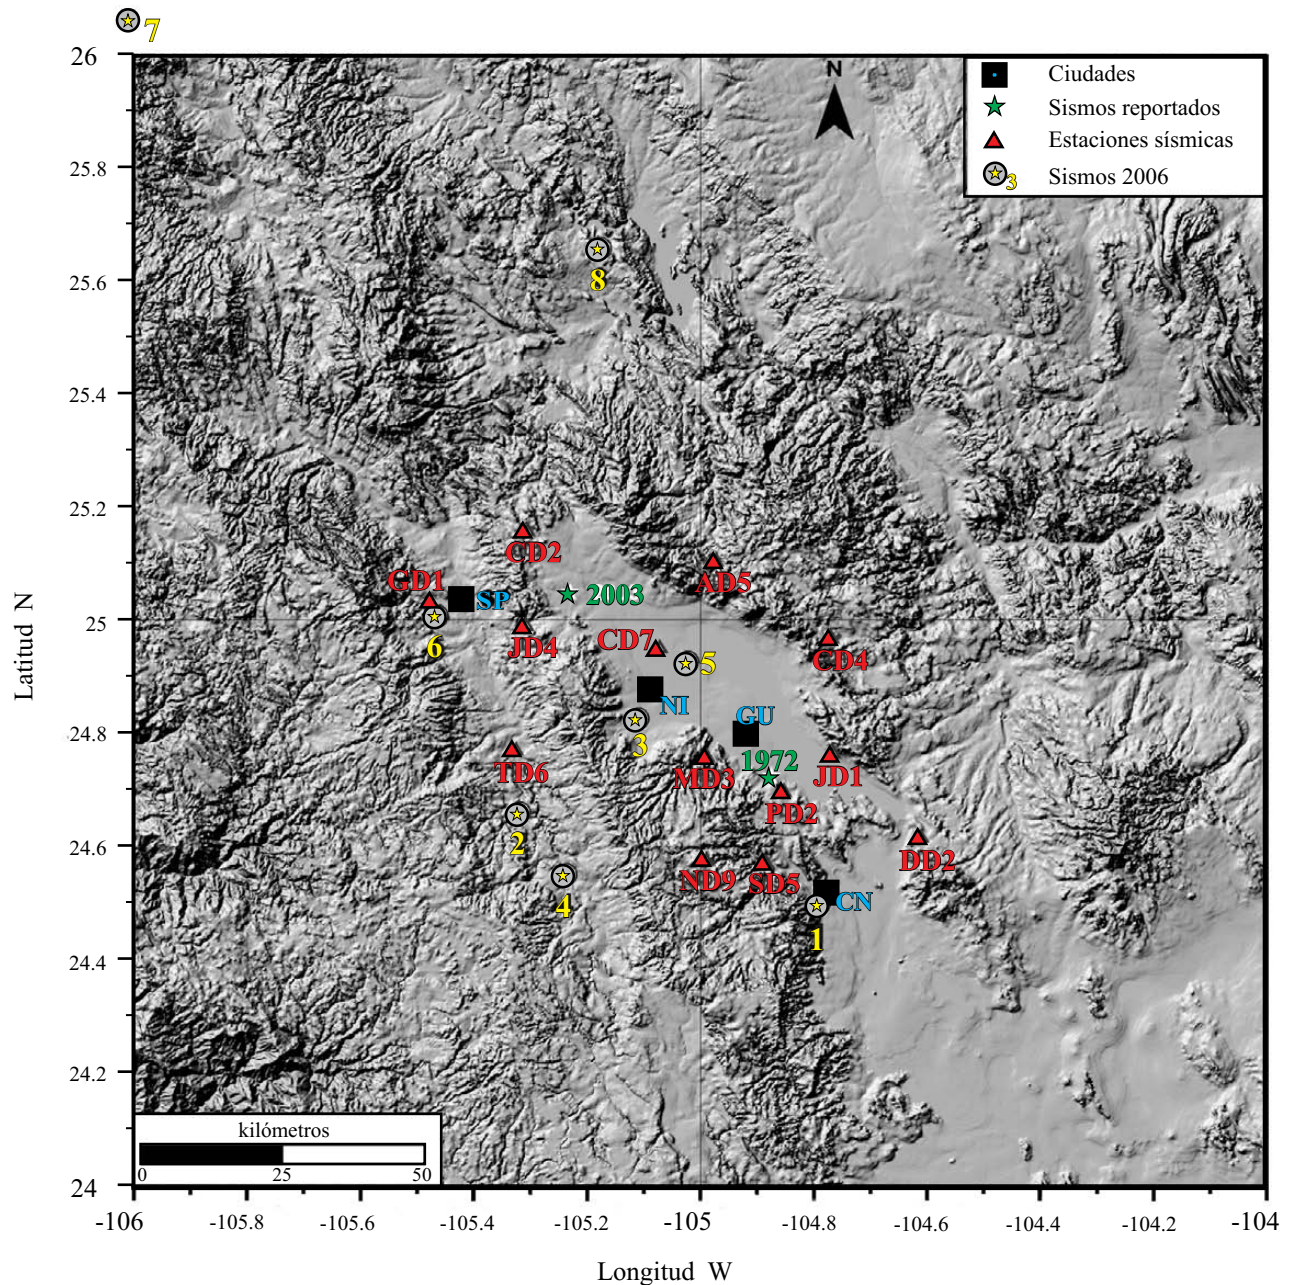 7
26
N
Ciudades
Sismos reportados
Estaciones sísmicas
3
Sismos 2006
25.8
25.6
8
25.4
25.2
CD2
AD5
GD1
SP
2003
25
6
JD4
CD7
5
CD4
Latitud N
NI
GU
24.8
3
1972
TD6
MD3
JD1
PD2
2
24.6
DD2
ND9
SD5
4
CN
1
24.4
24.2
kilómetros
0 25 50
24
-106 -105.8 -105.6 -105.4 -105.2 -105 -104.8 -104.6 -104.4 -104.2 -104
Longitud W